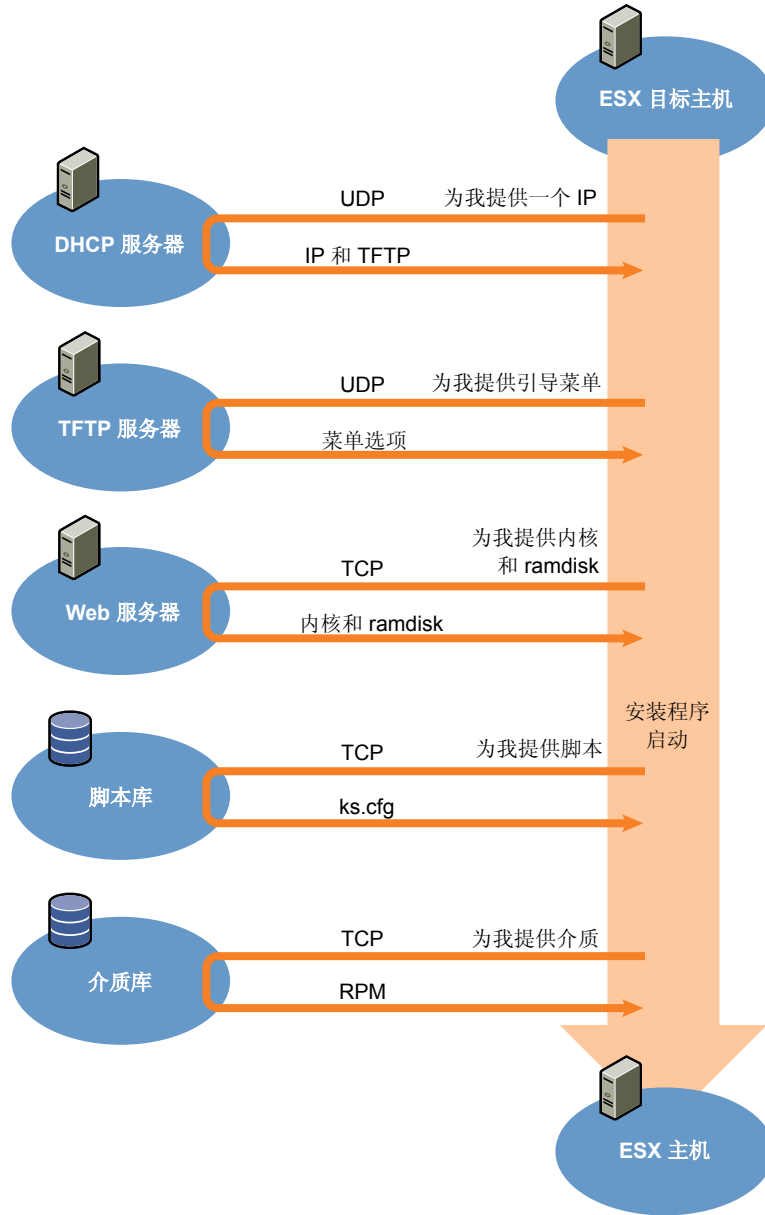 ESX 目标主机
UDP
为我提供一个 IP
DHCP 服务器
IP 和 TFTP
UDP
为我提供引导菜单
TFTP 服务器
菜单选项
为我提供内核
和 ramdisk
TCP
Web 服务器
内核和 ramdisk
安装程序
启动
TCP
为我提供脚本
脚本库
ks.cfg
TCP
为我提供介质
介质库
RPM
ESX 主机